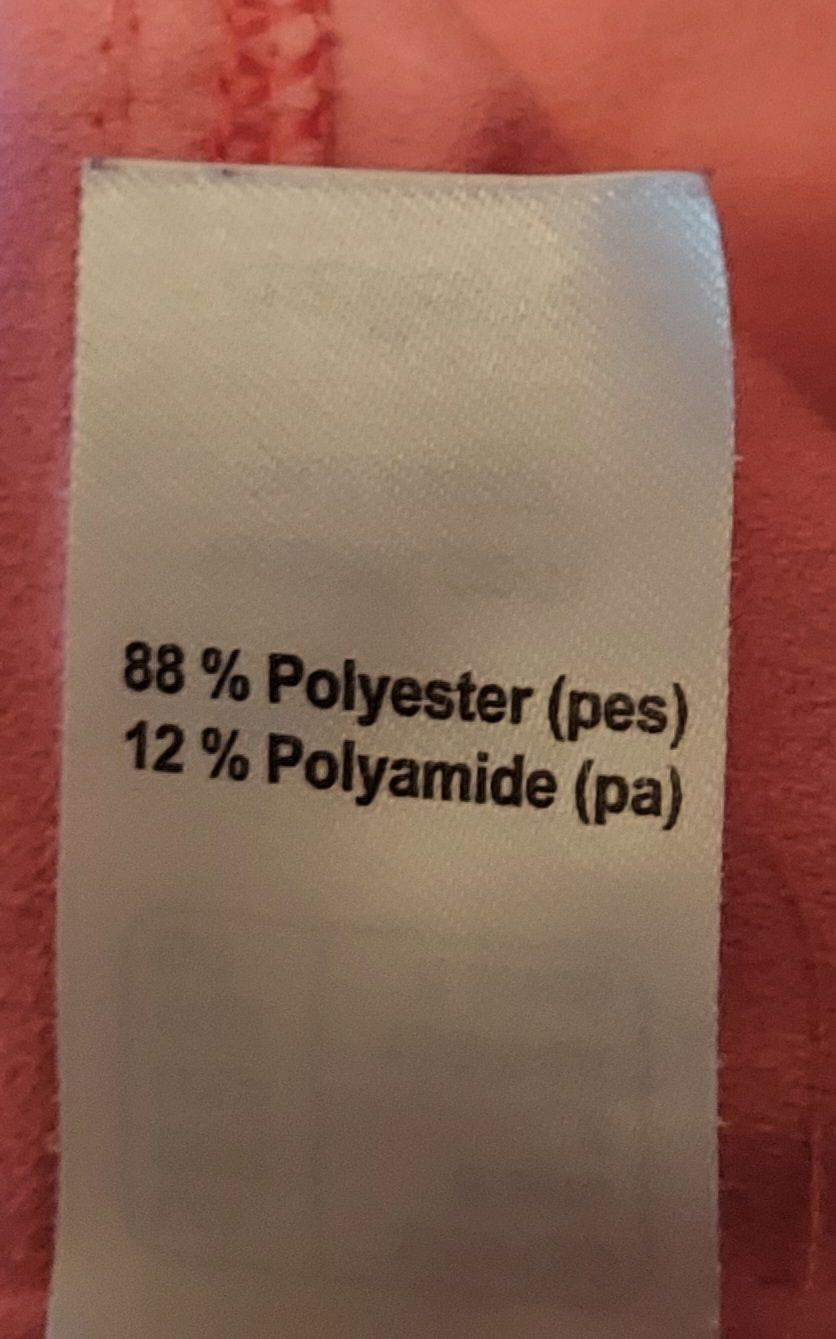 88 % Polyester (pes)
12 % Polyamide (pa)